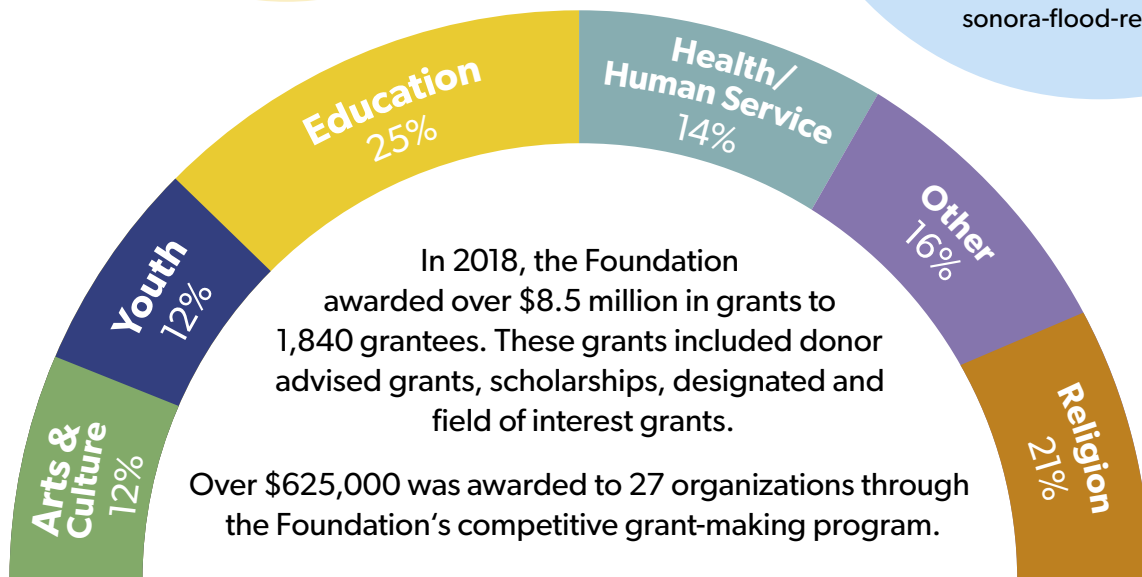 sonora-flood-re
Education
25%
Health/
Human Service
14%
Youth
12%
Other
16%
Arts &
Culture
12%
Religion
21%
In 2018, the Foundation
awarded over $8.5 million in grants to
1,840 grantees. These grants included donor
advised grants, scholarships, designated and
field of interest grants.
Over $625,000 was awarded to 27 organizations through
the Foundation‘s competitive grant-making program.